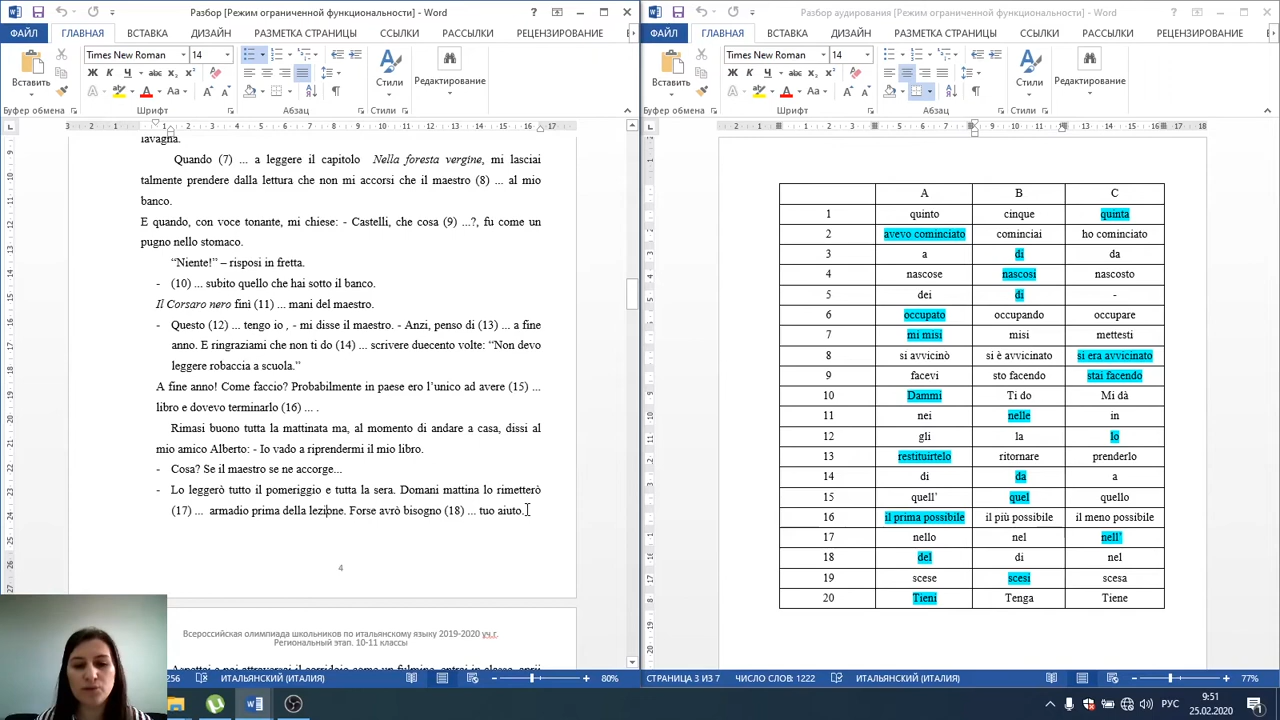 Разбор [Режим ограниченной функциональности] - Word
ФАЙЛ ГЛАВНАЯ ВСТАВКА ДИЗАЙН РАЗМЕТКА СТРАНИЦЫ ССЫЛКИ РАССЫЛКИ РЕЦЕНЗИРОВАНИЕ
Times New Roman 14
Вставить
Стили Редактирование
Буфер обмена Шрифт Абзац Стили
лавагна.
Quando (7) ... a leggere il capitolo Nella foresta vergine, mi lasciai
talmente prendere dalla lettura che non mi accorsi che il maestro (8) ... al mio
banco.
E quando, con voce tonante, mi chiese: - Castelli, che cosa (9) ...?, fu come un
pugno nello stomaco.
“Niente!” – risposi in fretta.
- (10) ... subito quello che hai sotto il banco.
Il Corsaro nero finì (11) ... mani del maestro.
- Questo (12) ... tengo io , - mi disse il maestro. - Anzi, penso di (13) ... a fine
anno. E ringraziami che non ti do (14) ... scrivere duecento volte: “Non devo
leggere robaccia a scuola.”
A fine anno! Come faccio? Probabilmente in paese ero l’unico ad avere (15) ...
libro e dovevo terminarlo (16) ... .
Rimasi buono tutta la mattinata ma, al momento di andare a casa, dissi al
mio amico Alberto: - Io vado a riprendermi il mio libro.
- Cosa? Se il maestro se ne accorge...
- Lo leggerò tutto il pomeriggio e tutta la sera. Domani mattina lo rimetterò
(17) ... armadio prima della lezione. Forse avrò bisogno (18) ... tuo aiuto.
4
Всероссийская олимпиада школьников по итальянскому языку 2019-2020 уч.г.
Региональный этап. 10-11 классы
256 ИТАЛЬЯНСКИЙ (ИТАЛИЯ) 80%
Разбор аудирования [Режим ограниченной функциональности] - Word
ФАЙЛ ГЛАВНАЯ ВСТАВКА ДИЗАЙН РАЗМЕТКА СТРАНИЦЫ ССЫЛКИ РАССЫЛКИ РЕЦЕНЗИРОВАНИЕ
Times New Roman 14
Вставить
Стили Редактирование
Буфер обмена Шрифт Абзац Стили
A B C
1 quinto cinque quinta
2 avevo cominciato cominciai ho cominciato
3 a di da
4 nascose nascosi nascosto
5 dei di -
6 occupato occupando occupare
7 mi misi misi mettesti
8 si avvicinò si è avvicinato si era avvicinato
9 facevi sto facendo stai facendo
10 Dammi Ti do Mi dà
11 nei nelle in
12 gli la lo
13 restituirtelo ritornare prenderlo
14 di da a
15 quell’ quel quello
16 il prima possibile il più possibile il meno possibile
17 nello nel nell’
18 del di nel
19 scese scesi scesa
20 Tieni Tenga Tiene
СТРАНИЦА 3 ИЗ 7 ЧИСЛО СЛОВ: 1222 ИТАЛЬЯНСКИЙ (ИТАЛИЯ) 77%
РУС
9:51
25.02.2020